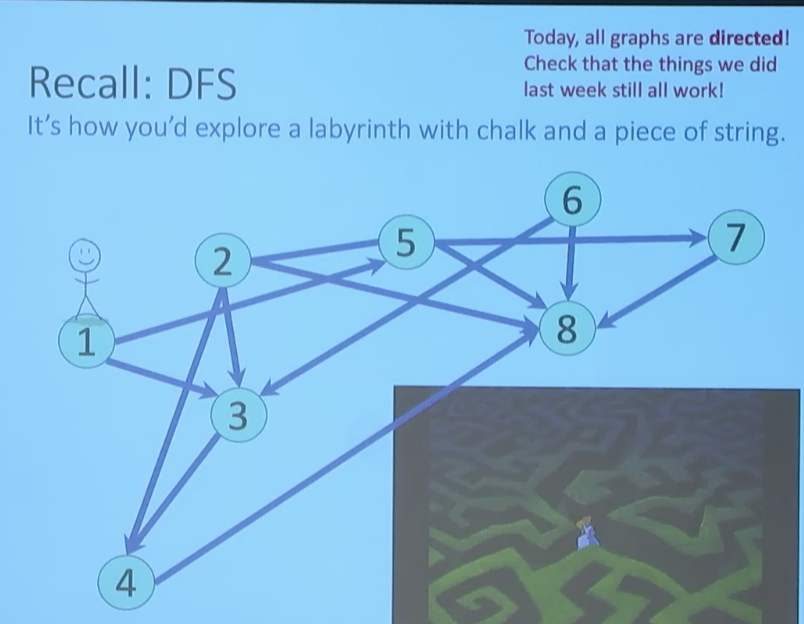 Today, all graphs are directed!
Check that the things we did
last week still all work!
Recall: DFS
It's how you'd explore a labyrinth with chalk and a piece of string.
6
5
7
2
8
1
3
4